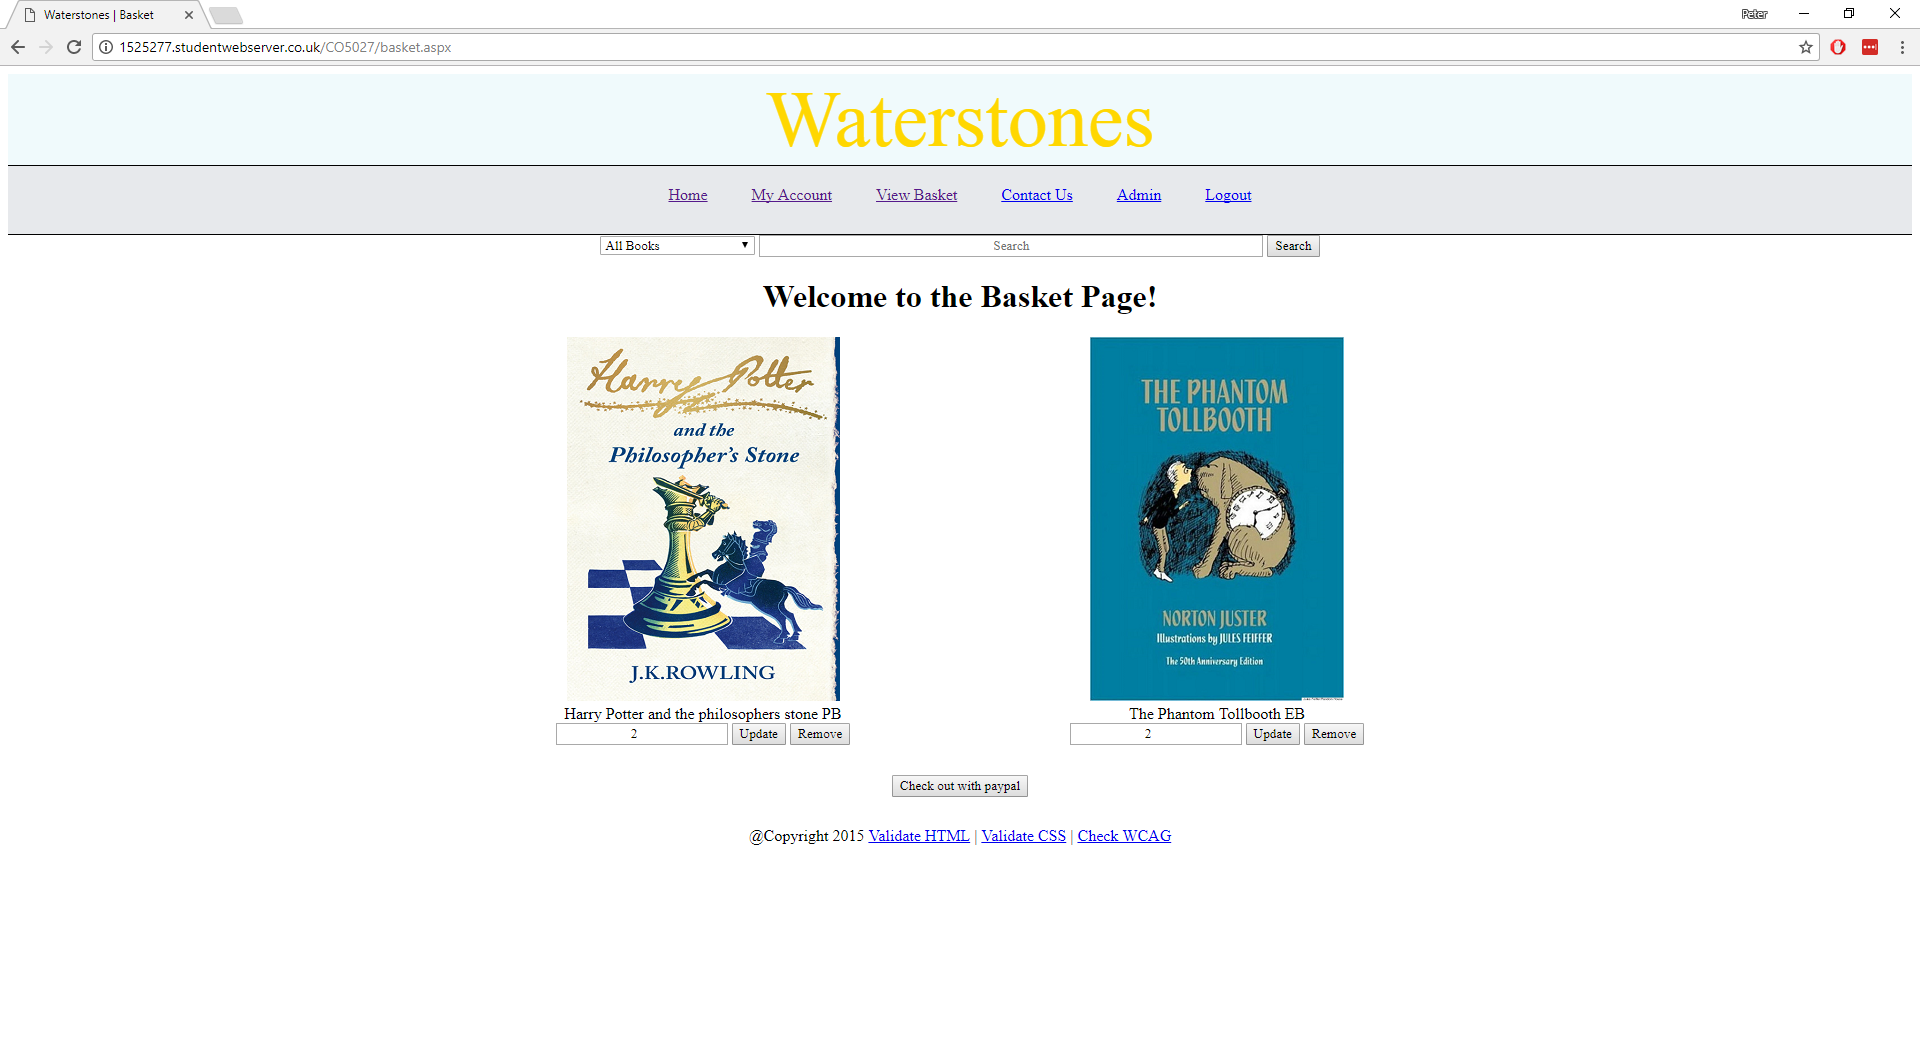 Waterstones | Basket
Peter
1525277.studentwebserver.co.uk/CO5027/basket.aspx
Waterstones
Home My Account View Basket Contact Us Admin Logout
All Books Search Search
Welcome to the Basket Page!
Harry Potter
and the
Philosopher's Stone
J.K.ROWLING
THE PHANTOM
TOLLBOOTH
NORTON JUSTER
Illustrations by JULES FEIFFER
The 50th Anniversary Edition
Harry Potter and the philosophers stone PB
2 Update Remove
The Phantom Tollbooth EB
2 Update Remove
Check out with paypal
@Copyright 2015 Validate HTML | Validate CSS | Check WCAG